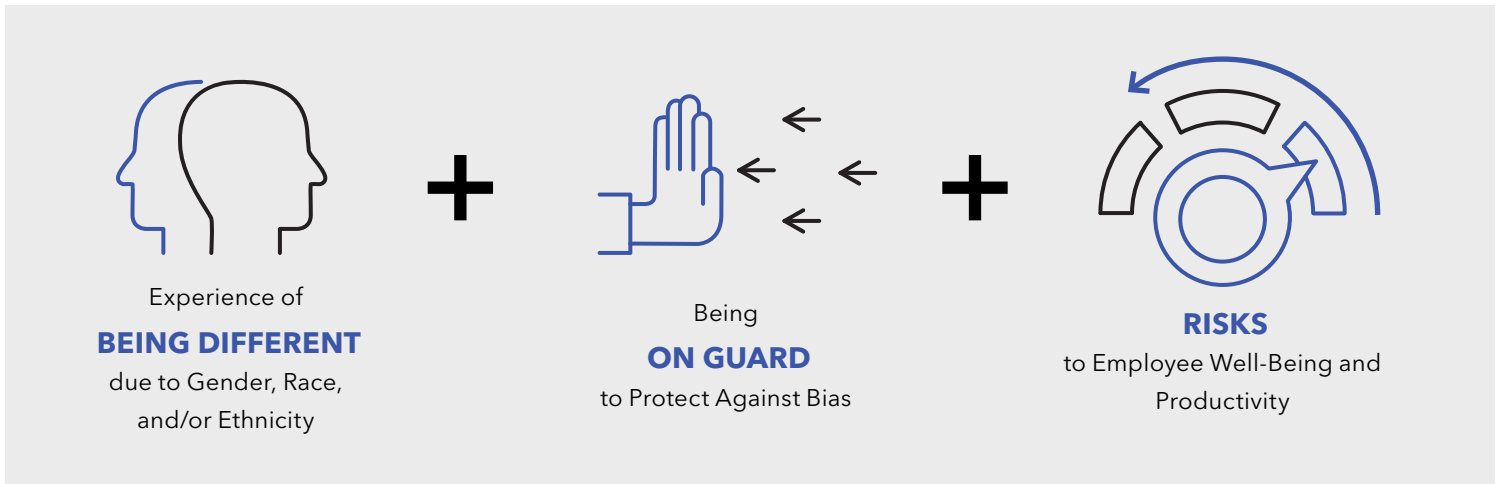 Experience of
BEING DIFFERENT
due to Gender, Race,
and/or Ethnicity
Being
ON GUARD
to Protect Against Bias
RISKS
to Employee Well-Being and
Productivity